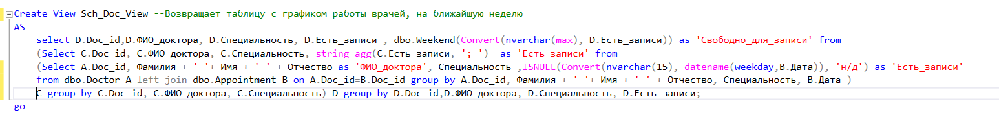 Create View Sch_Doc_View --Возвращает таблицу с графиком работы врачей, на ближайшую неделю
AS
select D.Doc_id,D.ФИО_доктора, D.Специальность, D.Есть_записи , dbo.Weekend(Convert(nvarchar(max), D.Есть_записи)) as 'Свободно_для_записи' from
(Select C.Doc_id, C.ФИО_доктора, C.Специальность, string_agg(C.Есть_записи, '; ')  as 'Есть_записи' from
(Select A.Doc_id, Фамилия + ' '+ Имя + ' ' + Отчество as 'ФИО_доктора', Специальность ,ISNULL(Convert(nvarchar(15), datename(weekday,B.Дата)), 'н/д') as 'Есть_записи'
from dbo.Doctor A left join dbo.Appointment B on A.Doc_id=B.Doc_id group by A.Doc_id, Фамилия + ' '+ Имя + ' ' + Отчество, Специальность, B.Дата )
C group by C.Doc_id, C.ФИО_доктора, C.Специальность) D group by D.Doc_id,D.ФИО_доктора, D.Специальность, D.Есть_записи;
go